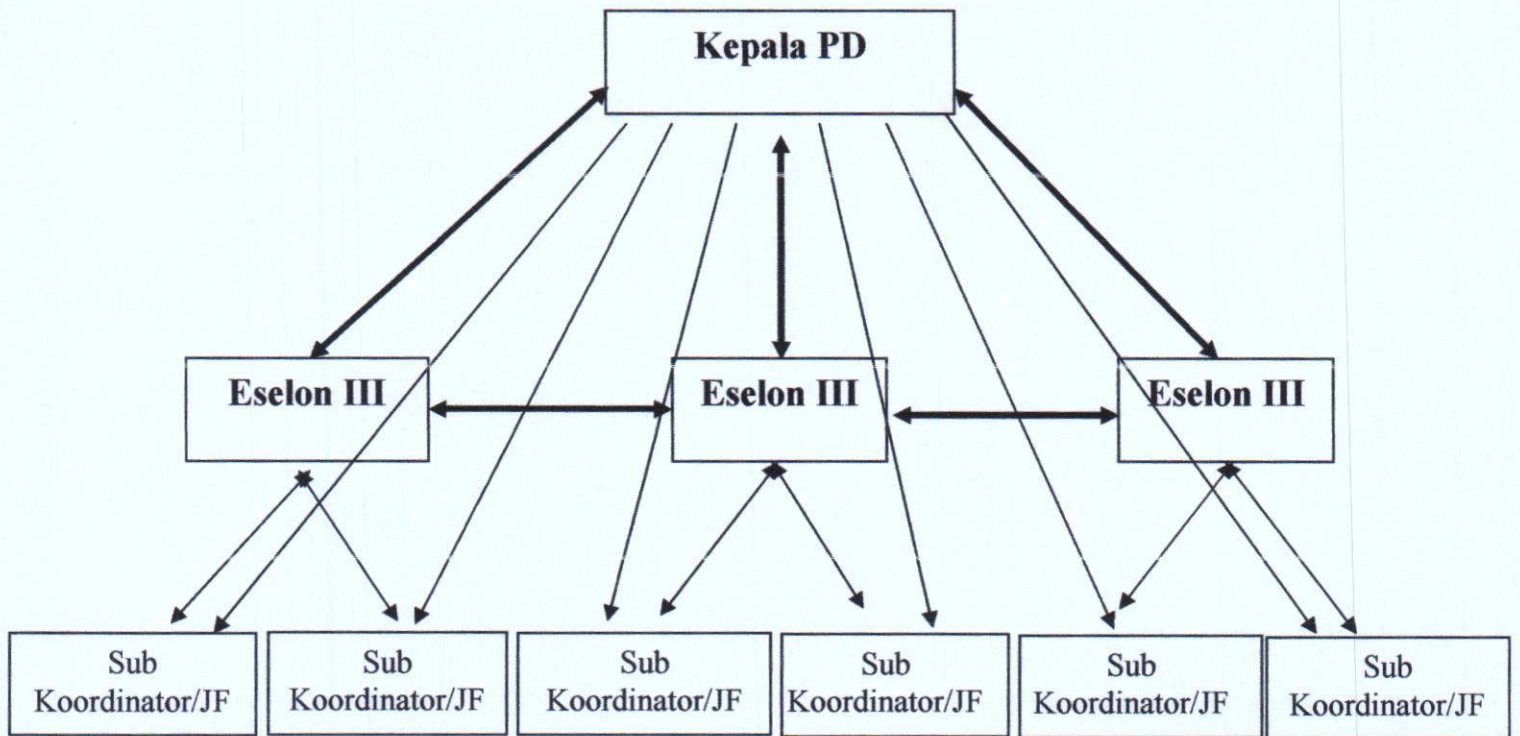 Kepala PD
Eselon III
Eselon III
Eselon III
Sub
Koordinator/JF
Sub
Koordinator/JF
Sub
Koordinator/JF
Sub
Koordinator/JF
Sub
Koordinator/JF
Sub
Koordinator/JF